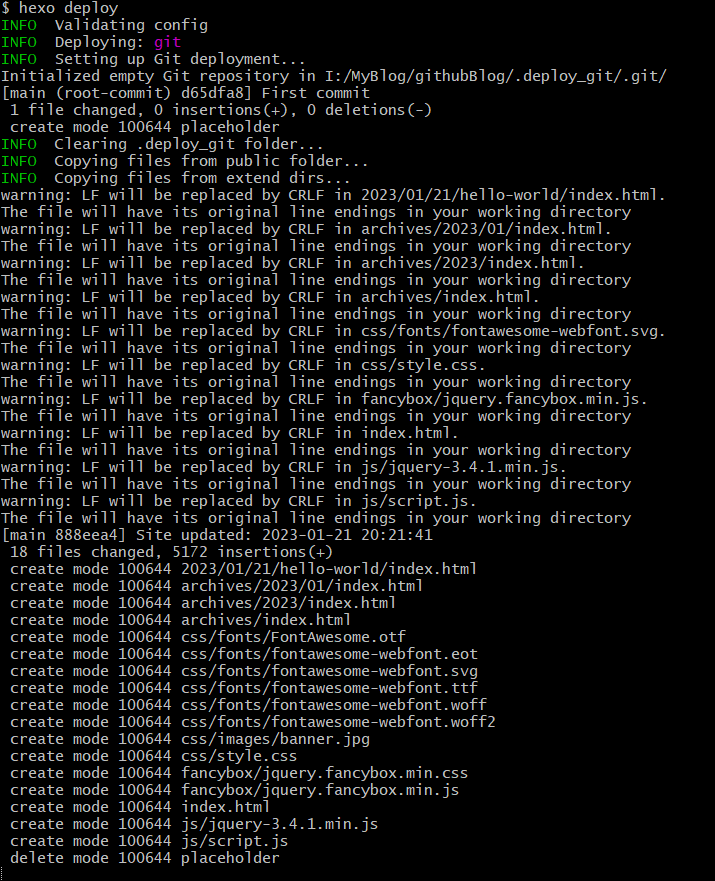 $ hexo deploy
INFO  Validating config
INFO  Deploying: git
INFO  Setting up Git deployment...
Initialized empty Git repository in I:/MyBlog/githubBlog/.deploy_git/.git/
[main (root-commit) d65dfa8] First commit
 1 file changed, 0 insertions(+), 0 deletions(-)
 create mode 100644 placeholder
INFO  Clearing .deploy_git folder...
INFO  Copying files from public folder...
INFO  Copying files from extend dirs...
warning: LF will be replaced by CRLF in 2023/01/21/hello-world/index.html.
The file will have its original line endings in your working directory
warning: LF will be replaced by CRLF in archives/2023/01/index.html.
The file will have its original line endings in your working directory
warning: LF will be replaced by CRLF in archives/2023/index.html.
The file will have its original line endings in your working directory
warning: LF will be replaced by CRLF in archives/index.html.
The file will have its original line endings in your working directory
warning: LF will be replaced by CRLF in css/fonts/fontawesome-webfont.svg.
The file will have its original line endings in your working directory
warning: LF will be replaced by CRLF in css/style.css.
The file will have its original line endings in your working directory
warning: LF will be replaced by CRLF in fancybox/jquery.fancybox.min.js.
The file will have its original line endings in your working directory
warning: LF will be replaced by CRLF in index.html.
The file will have its original line endings in your working directory
warning: LF will be replaced by CRLF in js/jquery-3.4.1.min.js.
The file will have its original line endings in your working directory
warning: LF will be replaced by CRLF in js/script.js.
The file will have its original line endings in your working directory
[main 888eea4] Site updated: 2023-01-21 20:21:41
 18 files changed, 5172 insertions(+)
 create mode 100644 2023/01/21/hello-world/index.html
 create mode 100644 archives/2023/01/index.html
 create mode 100644 archives/2023/index.html
 create mode 100644 archives/index.html
 create mode 100644 css/fonts/FontAwesome.otf
 create mode 100644 css/fonts/fontawesome-webfont.eot
 create mode 100644 css/fonts/fontawesome-webfont.svg
 create mode 100644 css/fonts/fontawesome-webfont.ttf
 create mode 100644 css/fonts/fontawesome-webfont.woff
 create mode 100644 css/fonts/fontawesome-webfont.woff2
 create mode 100644 css/images/banner.jpg
 create mode 100644 css/style.css
 create mode 100644 fancybox/jquery.fancybox.min.css
 create mode 100644 fancybox/jquery.fancybox.min.js
 create mode 100644 index.html
 create mode 100644 js/jquery-3.4.1.min.js
 create mode 100644 js/script.js
 delete mode 100644 placeholder